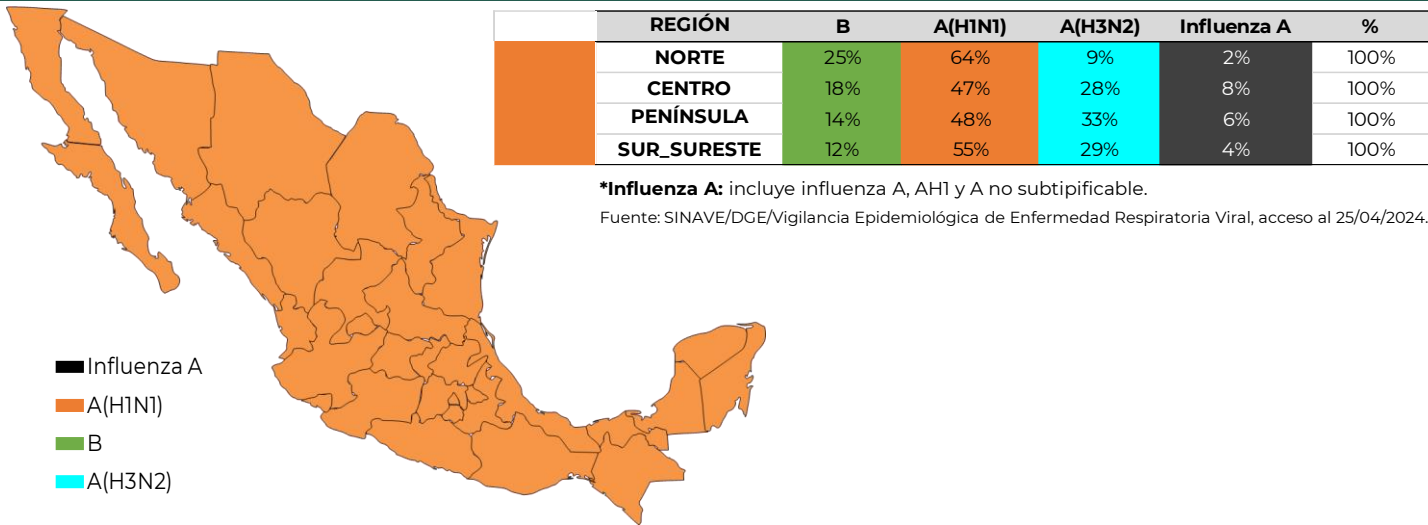 REGIÓN B A(H1N1) A(H3N2) Influenza A %
NORTE 25% 64% 9% 2% 100%
CENTRO 18% 47% 28% 8% 100%
PENÍNSULA 14% 48% 33% 6% 100%
SUR_SURESTE 12% 55% 29% 4% 100%
*Influenza A: incluye influenza A, AH1 y A no subtipificable.
Fuente: SINAVE/DGE/Vigilancia Epidemiológica de Enfermedad Respiratoria Viral, acceso al 25/04/2024.
Influenza A
A(H1N1)
B
A(H3N2)